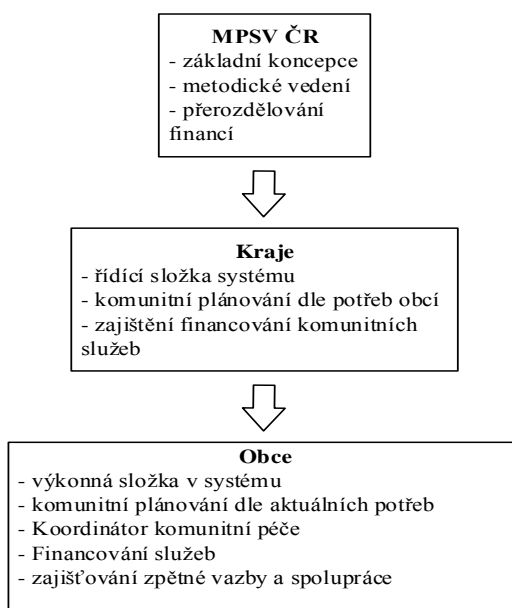 MPSV ČR
- základní koncepce
- metodické vedení
- přerozdělování
financí
Kraje
- řídící složka systému
- komunitní plánování dle potřeb obcí
- zajištění financování komunitních
služeb
Obce
- výkonná složka v systému
- komunitní plánování dle aktuálních potřeb
- Koordinátor komunitní péče
- Financování služeb
- zajišťování zpětné vazby a spolupráce